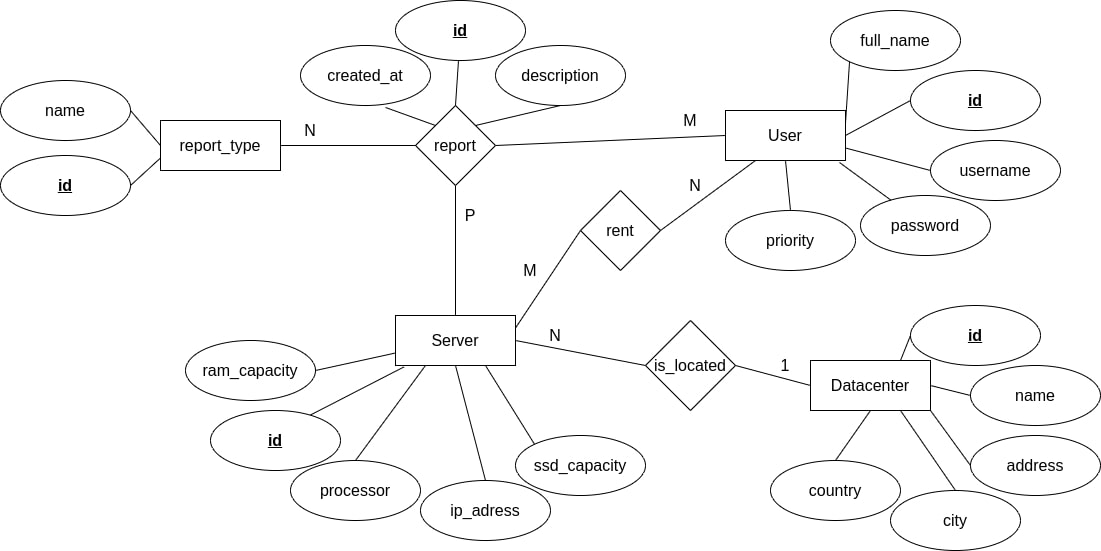 id
full_name
created_at
description
name
id
N
M
User
report_type
report
username
id
N
P
password
rent
priority
M
id
N
Server
is_located
1
Datacenter
ram_capacity
name
id
ssd_capacity
address
processor
country
ip_adress
city